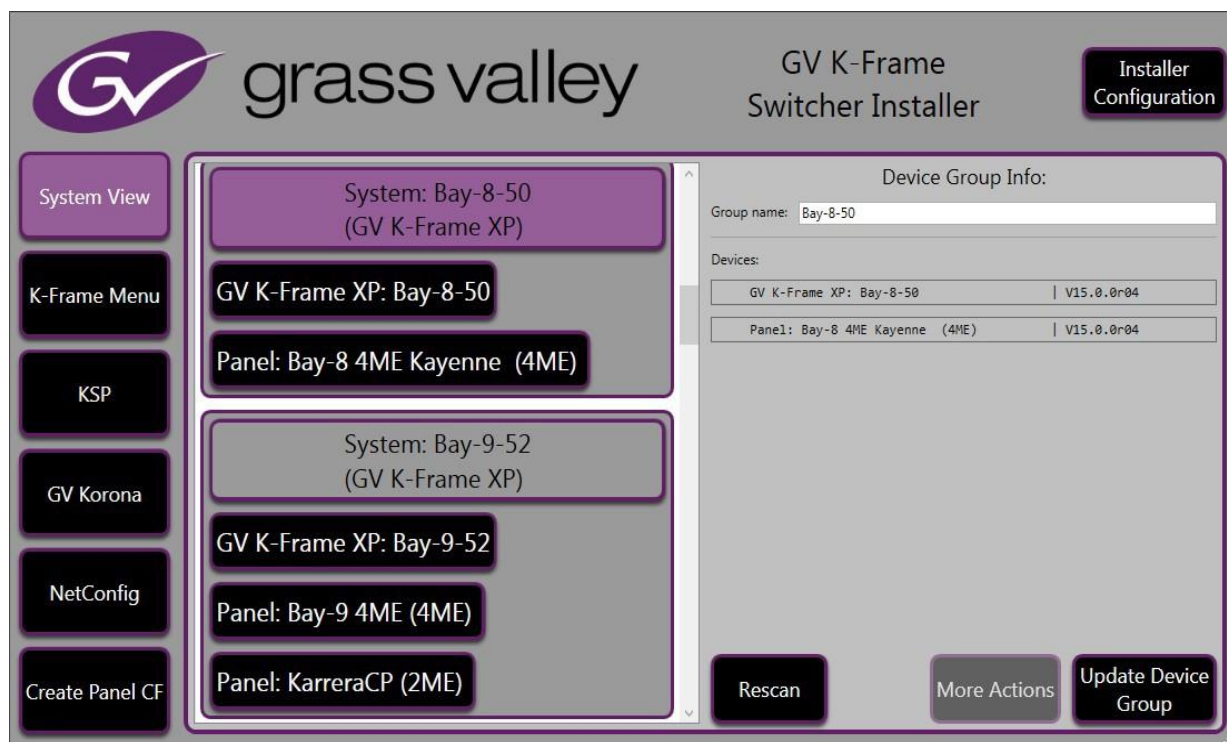 GV grass valley
GV K-Frame
Switcher Installer
Installer
Configuration
System View
K-Frame Menu
KSP
GV Korona
NetConfig
Create Panel CF
System: Bay-8-50
(GV K-Frame XP)
GV K-Frame XP: Bay-8-50
Panel: Bay-8 4ME Kayenne (4ME)
System: Bay-9-52
(GV K-Frame XP)
GV K-Frame XP: Bay-9-52
Panel: Bay-9 4ME (4ME)
Panel: KarreraCP (2ME)
Device Group Info:
Group name: Bay-8-50
Devices:
GV K-Frame XP: Bay-8-50 | V15.0.0r04
Panel: Bay-8 4ME Kayenne (4ME) | V15.0.0r04
Rescan
More Actions
Update Device
Group